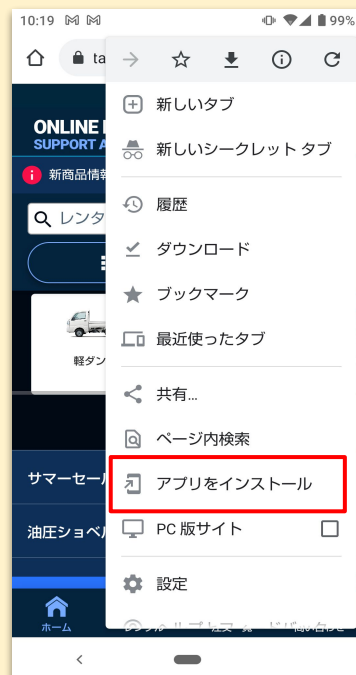 10:19
99%
ta
新しいタブ
ONLINE
新しいシークレット タブ
SUPPORT A
新商品情報
履歴
レンタ
ダウンロード
ブックマーク
最近使ったタブ
軽ダン
共有...
ページ内検索
サマーセール
アプリをインストール
油圧ショベル
PC 版サイト
設定
ホーム